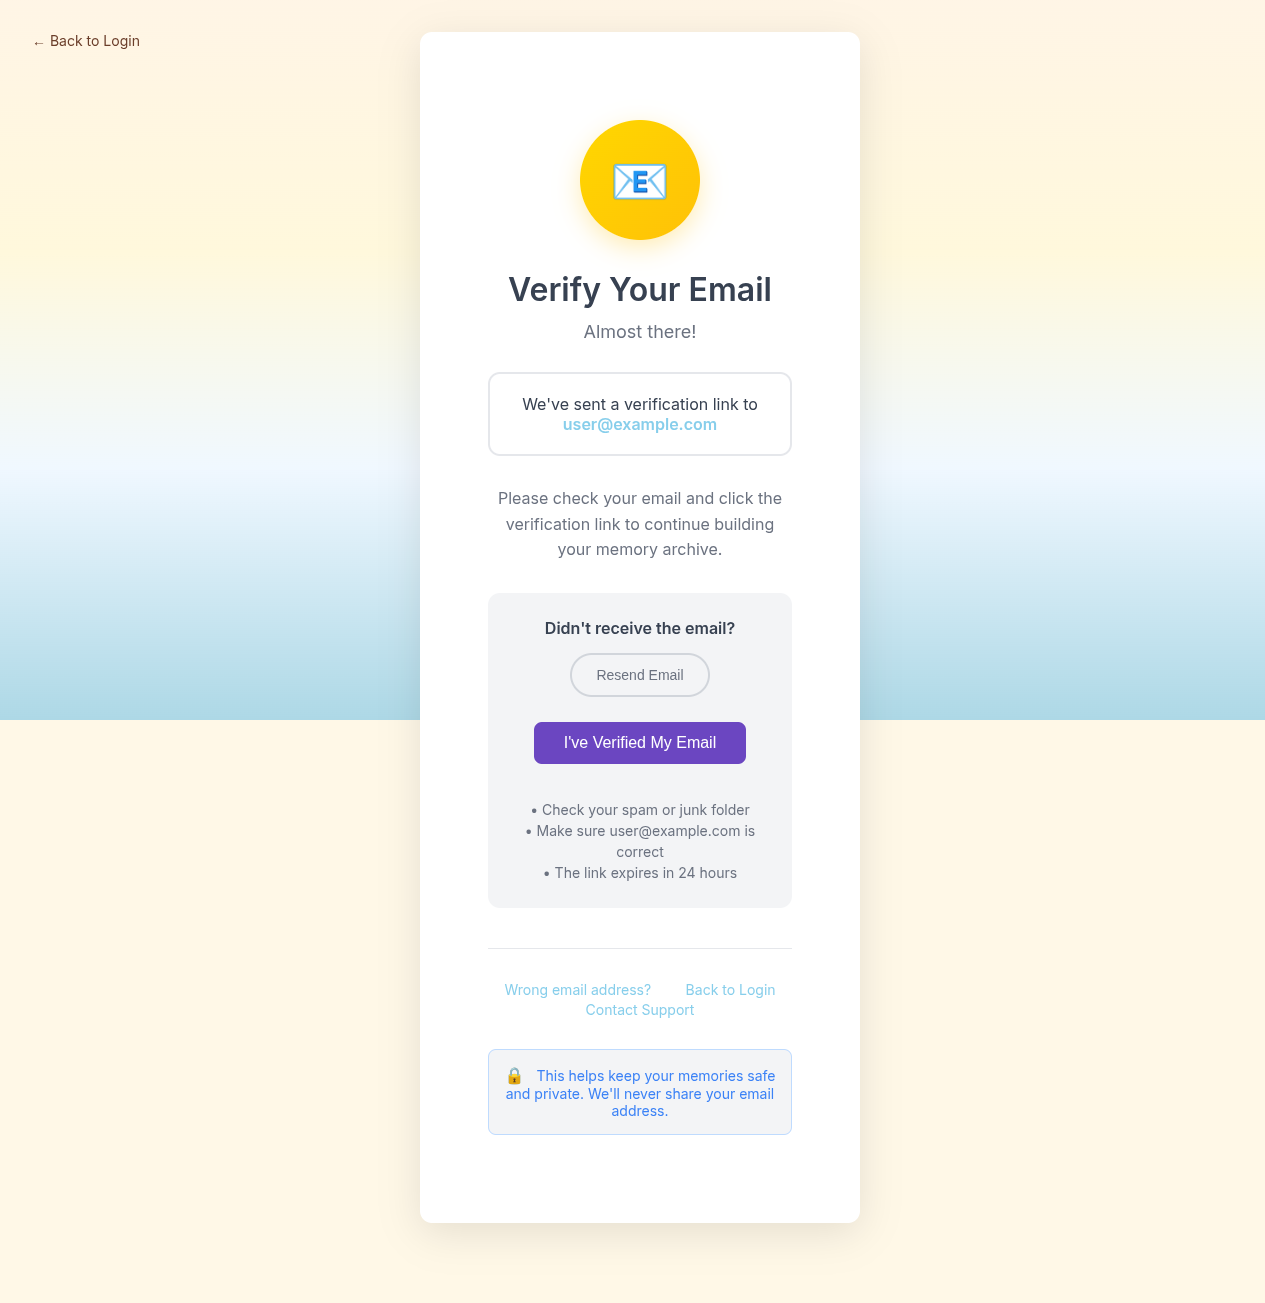 ← Back to Login
Verify Your Email
Almost there!
We've sent a verification link to
user@example.com
Please check your email and click the
verification link to continue building
your memory archive.
Didn't receive the email?
Resend Email
I've Verified My Email
• Check your spam or junk folder
• Make sure user@example.com is
correct
• The link expires in 24 hours
Wrong email address? Back to Login
Contact Support
🔒 This helps keep your memories safe
and private. We'll never share your email
address.